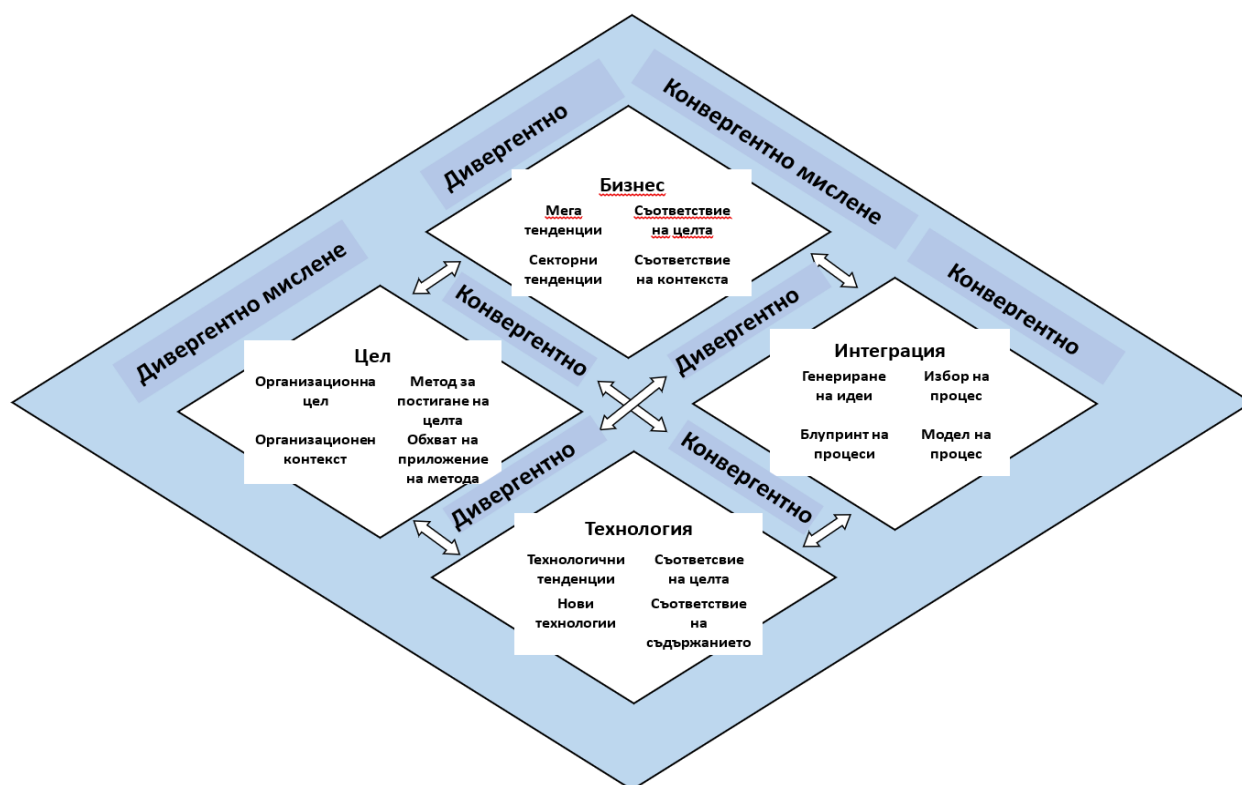 Дивергентно
Конвергентно мислене
Бизнес
Мега
тенденции
Съответствие
на целта
Секторни
тенденции
Съответствие
на контекста
Дивергентно мислене
Конвергентно
Дивергентно
Конвергентно
Цел
Организационна
цел
Метод за
постигане на
целта
Организационен
контекст
Обхват на
приложение
на метода
Интеграция
Генериране
на идеи
Избор на
процес
Блупринт на
процеси
Модел на
процес
Дивергентно
Конвергентно
Технология
Технологични
тенденции
Съответсвие
на целта
Нови
технологии
Съответствие
на
съдържанието